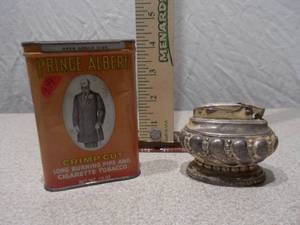 PRINCE ALBERT
CRIMP CUT
LONG BURNING PIPE AND
CIGARETTE TOBACCO
MENARDS